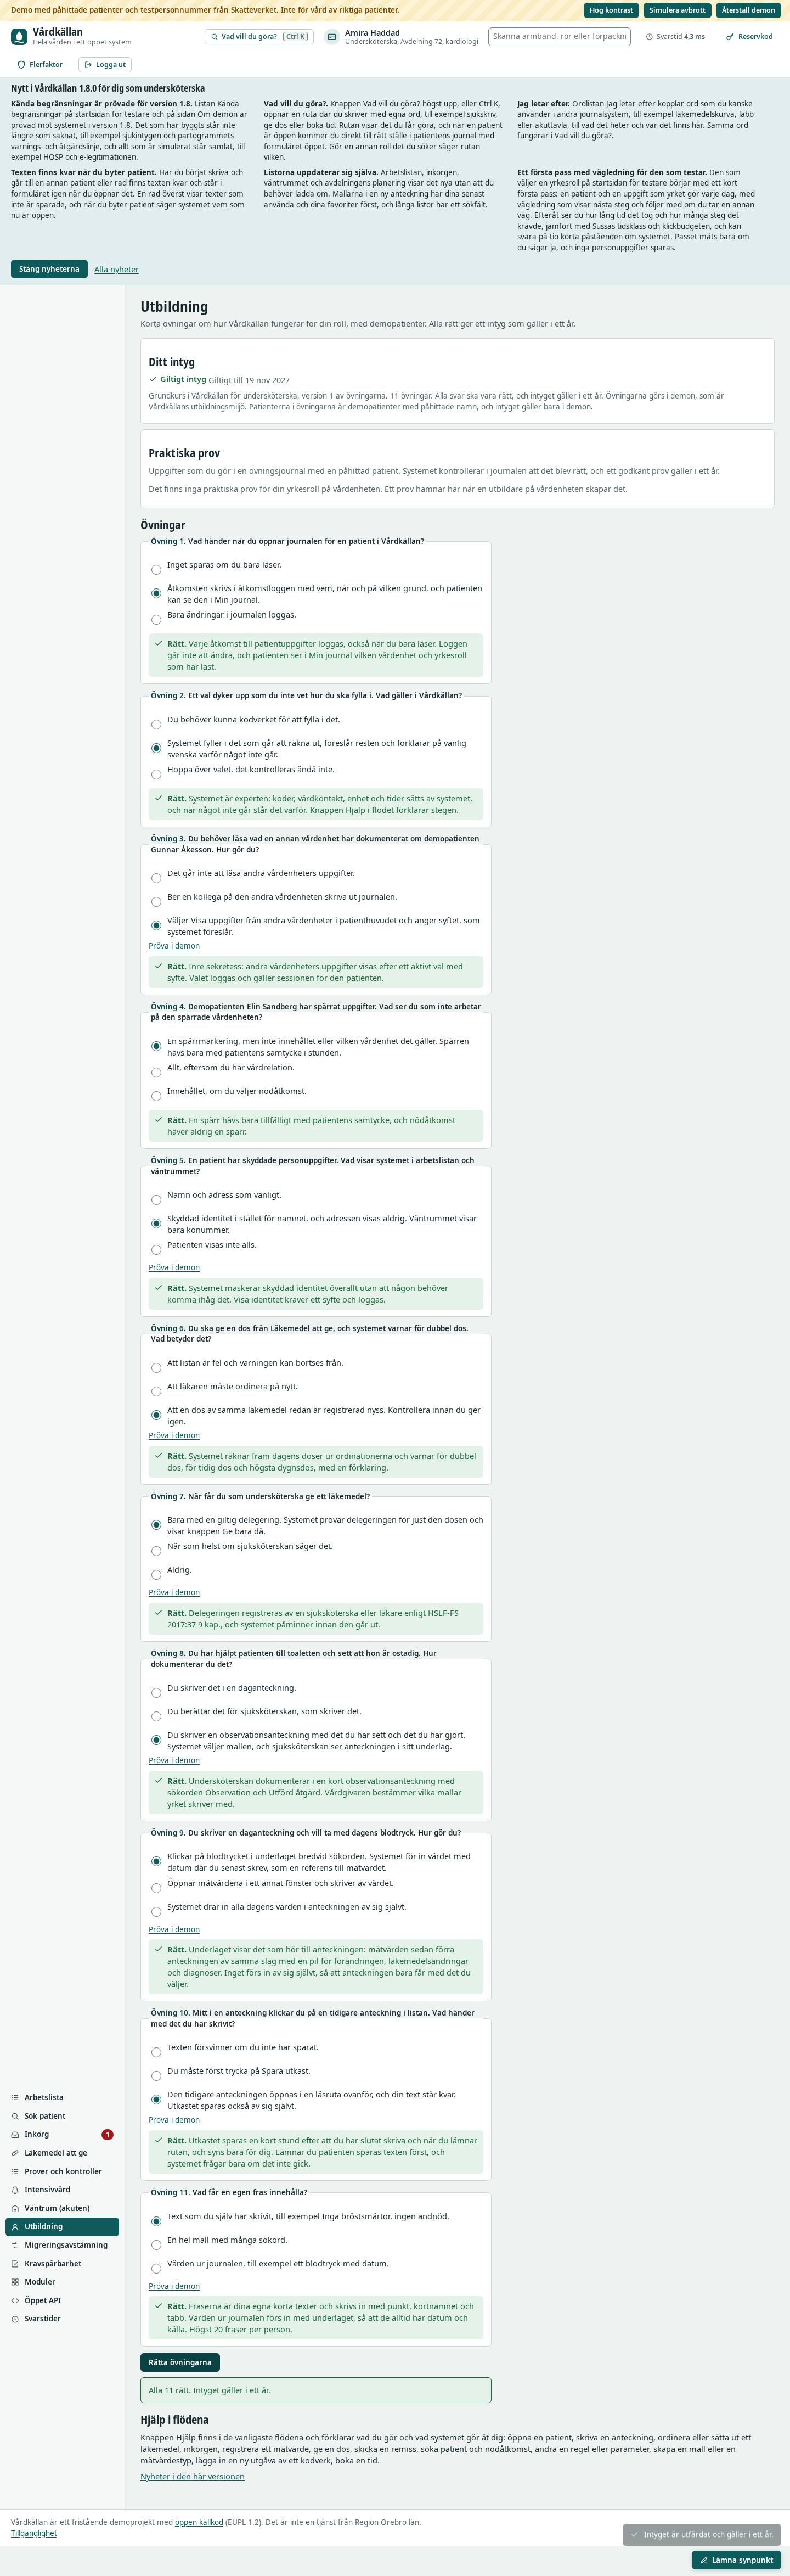 Demo med påhittade patienter och testpersonnummer från Skatteverket. Inte för vård av riktiga patienter.
Hög kontrast
Simulera avbrott
Återställ demon
Vårdkällan
Hela vården i ett öppet system
Vad vill du göra? Ctrl K
Amira Haddad
Undersköterska, Avdelning 72, kardiologi
Skanna armband, rör eller förpackni
Svarstid 4,3 ms
Reservkod
Flerfaktor
Logga ut
Nytt i Vårdkällan 1.8.0 för dig som undersköterska
Kända begränsningar är prövade för version 1.8. Listan Kända
begränsningar på startsidan för testare och på sidan Om demon är
prövad mot systemet i version 1.8. Det som har byggts står inte
längre som saknat, till exempel sjukintygen och partogrammets
varnings- och åtgärdslinje, och allt som är simulerat står samlat, till
exempel HOSP och e-legitimationen.
Vad vill du göra?. Knappen Vad vill du göra? högst upp, eller Ctrl K,
öppnar en ruta där du skriver med egna ord, till exempel sjukskriv,
ge dos eller boka tid. Rutan visar det du får göra, och när en patient
är öppen kommer du direkt till rätt ställe i patientens journal med
formuläret öppet. Gör en annan roll det du söker säger rutan
vilken.
Jag letar efter. Ordlistan Jag letar efter kopplar ord som du kanske
använder i andra journalsystem, till exempel läkemedelskurva, labb
eller akuttavla, till vad det heter och var det finns här. Samma ord
fungerar i Vad vill du göra?.
Texten finns kvar när du byter patient. Har du börjat skriva och
går till en annan patient eller rad finns texten kvar och står i
formuläret igen när du öppnar det. En rad överst visar texter som
inte är sparade, och när du byter patient säger systemet vem som
nu är öppen.
Listorna uppdaterar sig själva. Arbetslistan, inkorgen,
väntrummet och avdelningens planering visar det nya utan att du
behöver ladda om. Mallarna i en ny anteckning har dina senast
använda och dina favoriter först, och långa listor har ett sökfält.
Ett första pass med vägledning för den som testar. Den som
väljer en yrkesroll på startsidan för testare börjar med ett kort
första pass: en patient och en uppgift som yrket gör varje dag, med
vägledning som visar nästa steg och följer med om du tar en annan
väg. Efteråt ser du hur lång tid det tog och hur många steg det
krävde, jämfört med Sussas tidsklass och klickbudgeten, och kan
svara på tio korta påståenden om systemet. Passet mäts bara om
du säger ja, och inga personuppgifter sparas.
Stäng nyheterna
Alla nyheter
Utbildning
Korta övningar om hur Vårdkällan fungerar för din roll, med demopatienter. Alla rätt ger ett intyg som gäller i ett år.
Ditt intyg
Giltigt intyg Giltigt till 19 nov 2027
Grundkurs i Vårdkällan för undersköterska, version 1 av övningarna. 11 övningar. Alla svar ska vara rätt, och intyget gäller i ett år. Övningarna görs i demon, som är
Vårdkällans utbildningsmiljö. Patienterna i övningarna är demopatienter med påhittade namn, och intyget gäller bara i demon.
Praktiska prov
Uppgifter som du gör i en övningsjournal med en påhittad patient. Systemet kontrollerar i journalen att det blev rätt, och ett godkänt prov gäller i ett år.
Det finns inga praktiska prov för din yrkesroll på vårdenheten. Ett prov hamnar här när en utbildare på vårdenheten skapar det.
Övningar
Övning 1. Vad händer när du öppnar journalen för en patient i Vårdkällan?
Inget sparas om du bara läser.
Åtkomsten skrivs i åtkomstloggen med vem, när och på vilken grund, och patienten
kan se den i Min journal.
Bara ändringar i journalen loggas.
Rätt. Varje åtkomst till patientuppgifter loggas, också när du bara läser. Loggen
går inte att ändra, och patienten ser i Min journal vilken vårdenhet och yrkesroll
som har läst.
Övning 2. Ett val dyker upp som du inte vet hur du ska fylla i. Vad gäller i Vårdkällan?
Du behöver kunna kodverket för att fylla i det.
Systemet fyller i det som går att räkna ut, föreslår resten och förklarar på vanlig
svenska varför något inte går.
Hoppa över valet, det kontrolleras ändå inte.
Rätt. Systemet är experten: koder, vårdkontakt, enhet och tider sätts av systemet,
och när något inte går står det varför. Knappen Hjälp i flödet förklarar stegen.
Övning 3. Du behöver läsa vad en annan vårdenhet har dokumenterat om demopatienten
Gunnar Åkesson. Hur gör du?
Det går inte att läsa andra vårdenheters uppgifter.
Ber en kollega på den andra vårdenheten skriva ut journalen.
Väljer Visa uppgifter från andra vårdenheter i patienthuvudet och anger syftet, som
systemet föreslår.
Pröva i demon
Rätt. Inre sekretess: andra vårdenheters uppgifter visas efter ett aktivt val med
syfte. Valet loggas och gäller sessionen för den patienten.
Övning 4. Demopatienten Elin Sandberg har spärrat uppgifter. Vad ser du som inte arbetar
på den spärrade vårdenheten?
En spärrmarkering, men inte innehållet eller vilken vårdenhet det gäller. Spärren
hävs bara med patientens samtycke i stunden.
Allt, eftersom du har vårdrelation.
Innehållet, om du väljer nödåtkomst.
Rätt. En spärr hävs bara tillfälligt med patientens samtycke, och nödåtkomst
häver aldrig en spärr.
Övning 5. En patient har skyddade personuppgifter. Vad visar systemet i arbetslistan och
väntrummet?
Namn och adress som vanligt.
Skyddad identitet i stället för namnet, och adressen visas aldrig. Väntrummet visar
bara könummer.
Patienten visas inte alls.
Pröva i demon
Rätt. Systemet maskerar skyddad identitet överallt utan att någon behöver
komma ihåg det. Visa identitet kräver ett syfte och loggas.
Övning 6. Du ska ge en dos från Läkemedel att ge, och systemet varnar för dubbel dos.
Vad betyder det?
Att listan är fel och varningen kan bortses från.
Att läkaren måste ordinera på nytt.
Att en dos av samma läkemedel redan är registrerad nyss. Kontrollera innan du ger
igen.
Pröva i demon
Rätt. Systemet räknar fram dagens doser ur ordinationerna och varnar för dubbel
dos, för tidig dos och högsta dygnsdos, med en förklaring.
Övning 7. När får du som undersköterska ge ett läkemedel?
Bara med en giltig delegering. Systemet prövar delegeringen för just den dosen och
visar knappen Ge bara då.
När som helst om sjuksköterskan säger det.
Aldrig.
Pröva i demon
Rätt. Delegeringen registreras av en sjuksköterska eller läkare enligt HSLF-FS
2017:37 9 kap., och systemet påminner innan den går ut.
Övning 8. Du har hjälpt patienten till toaletten och sett att hon är ostadig. Hur
dokumenterar du det?
Du skriver det i en daganteckning.
Du berättar det för sjuksköterskan, som skriver det.
Du skriver en observationsanteckning med det du har sett och det du har gjort.
Systemet väljer mallen, och sjuksköterskan ser anteckningen i sitt underlag.
Pröva i demon
Rätt. Undersköterskan dokumenterar i en kort observationsanteckning med
sökorden Observation och Utförd åtgärd. Vårdgivaren bestämmer vilka mallar
yrket skriver med.
Övning 9. Du skriver en daganteckning och vill ta med dagens blodtryck. Hur gör du?
Klickar på blodtrycket i underlaget bredvid sökorden. Systemet för in värdet med
datum där du senast skrev, som en referens till mätvärdet.
Öppnar mätvärdena i ett annat fönster och skriver av värdet.
Systemet drar in alla dagens värden i anteckningen av sig självt.
Pröva i demon
Rätt. Underlaget visar det som hör till anteckningen: mätvärden sedan förra
anteckningen av samma slag med en pil för förändringen, läkemedelsändringar
och diagnoser. Inget förs in av sig självt, så att anteckningen bara får med det du
väljer.
Övning 10. Mitt i en anteckning klickar du på en tidigare anteckning i listan. Vad händer
med det du har skrivit?
Texten försvinner om du inte har sparat.
Du måste först trycka på Spara utkast.
Den tidigare anteckningen öppnas i en läsruta ovanför, och din text står kvar.
Utkastet sparas också av sig självt.
Pröva i demon
Rätt. Utkastet sparas en kort stund efter att du har slutat skriva och när du lämnar
rutan, och syns bara för dig. Lämnar du patienten sparas texten först, och
systemet frågar bara om det inte gick.
Övning 11. Vad får en egen fras innehålla?
Text som du själv har skrivit, till exempel Inga bröstsmärtor, ingen andnöd.
En hel mall med många sökord.
Värden ur journalen, till exempel ett blodtryck med datum.
Pröva i demon
Rätt. Fraserna är dina egna korta texter och skrivs in med punkt, kortnamnet och
tabb. Värden ur journalen förs in med underlaget, så att de alltid har datum och
källa. Högst 20 fraser per person.
Rätta övningarna
Alla 11 rätt. Intyget gäller i ett år.
Hjälp i flödena
Knappen Hjälp finns i de vanligaste flödena och förklarar vad du gör och vad systemet gör åt dig: öppna en patient, skriva en anteckning, ordinera eller sätta ut ett
läkemedel, inkorgen, registrera ett mätvärde, ge en dos, skicka en remiss, söka patient och nödåtkomst, ändra en regel eller parameter, skapa en mall eller en
mätvärdestyp, lägga in en ny utgåva av ett kodverk, boka en tid.
Nyheter i den här versionen
Arbetslista
Sök patient
Inkorg 1
Läkemedel att ge
Prover och kontroller
Intensivvård
Väntrum (akuten)
Utbildning
Migreringsavstämning
Kravspårbarhet
Moduler
Öppet API
Svarstider
Vårdkällan är ett fristående demoprojekt med öppen källkod (EUPL 1.2). Det är inte en tjänst från Region Örebro län.
Tillgänglighet
Intyget är utfärdat och gäller i ett år.
Lämna synpunkt